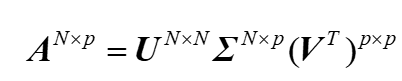 A^{N×p} = U^{N×N} Σ^{N×p} (V^T)^{p×p}